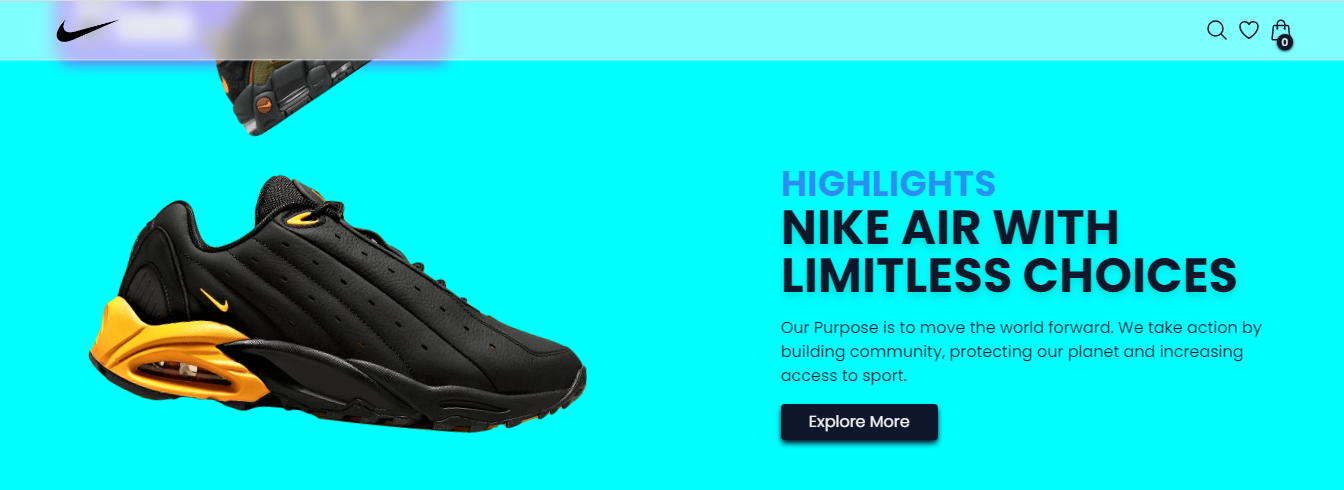 0
HIGHLIGHTS
NIKE AIR WITH
LIMITLESS CHOICES
Our Purpose is to move the world forward. We take action by
building community, protecting our planet and increasing
access to sport.
Explore More